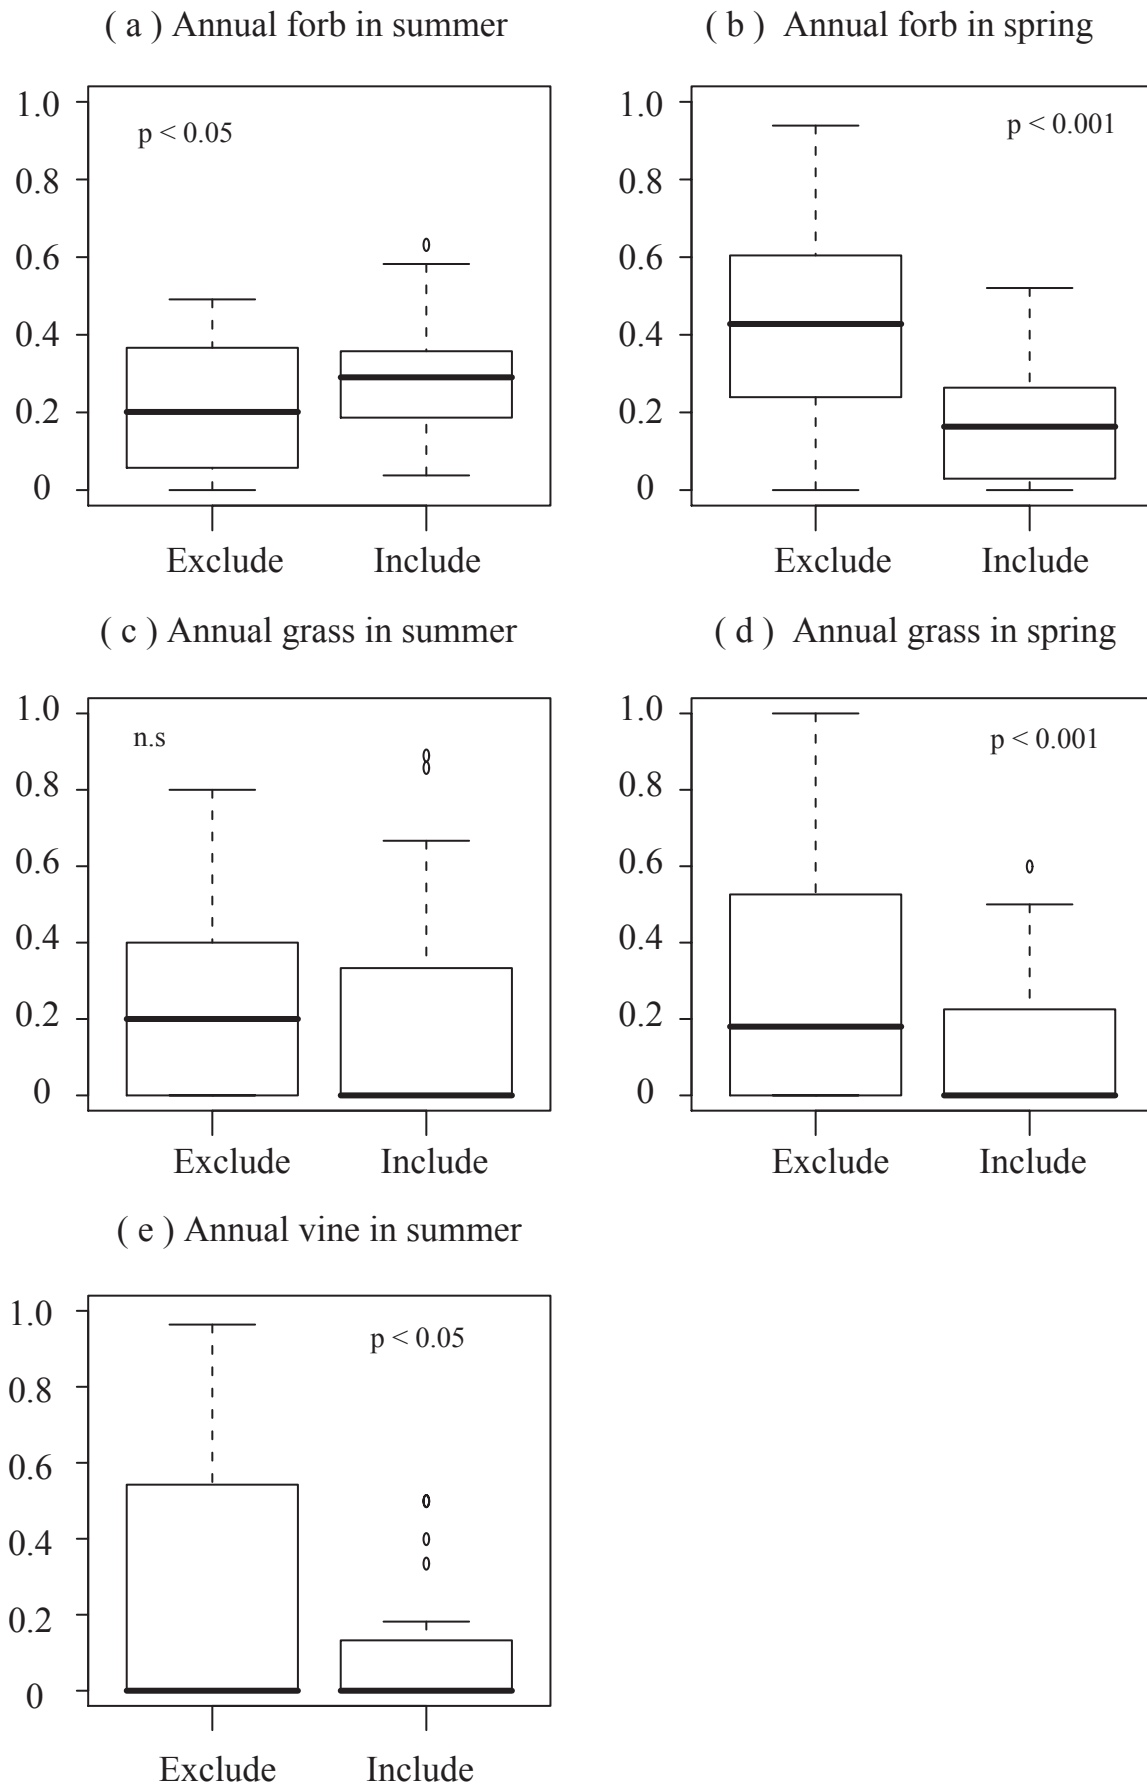 ( a ) Annual forb in summer
1.0
0.8
0.6
0.4
0.2
0
p < 0.05
Exclude Include
( b ) Annual forb in spring
1.0
0.8
0.6
0.4
0.2
0
p < 0.001
Exclude Include
( c ) Annual grass in summer
1.0
0.8
0.6
0.4
0.2
0
n.s
Exclude Include
( d ) Annual grass in spring
1.0
0.8
0.6
0.4
0.2
0
p < 0.001
Exclude Include
( e ) Annual vine in summer
1.0
0.8
0.6
0.4
0.2
0
p < 0.05
Exclude Include